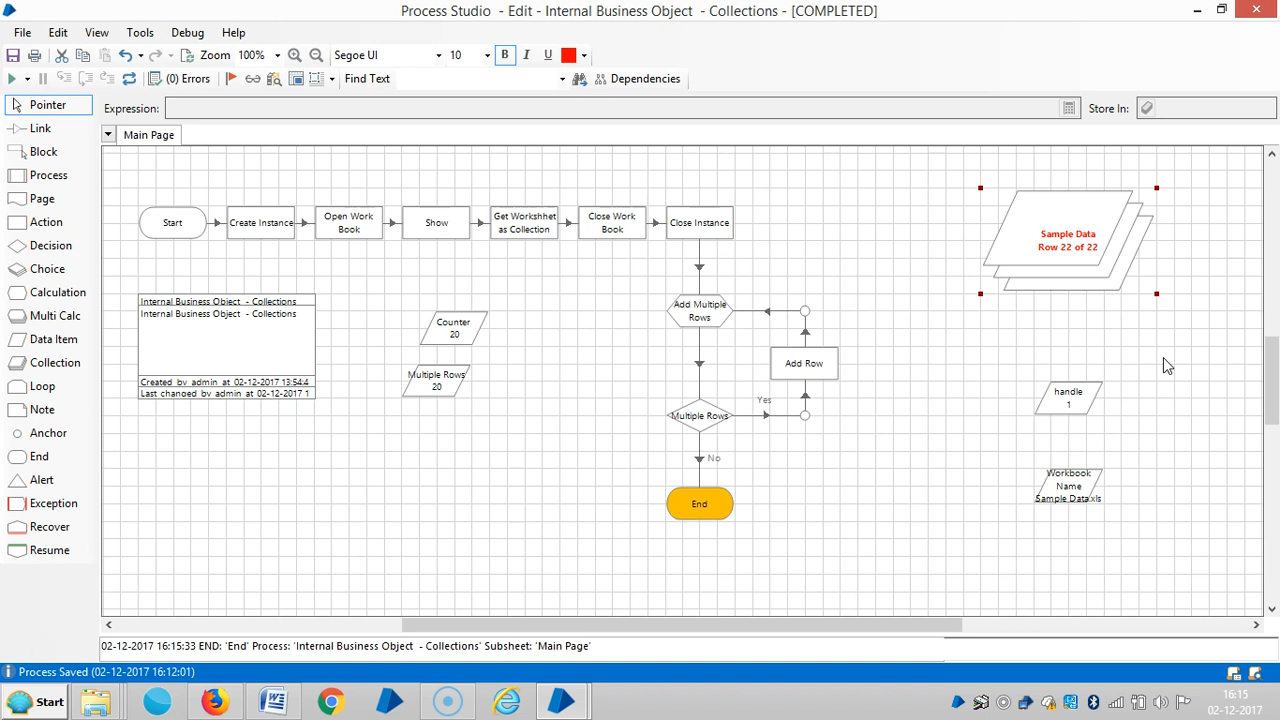 Process Studio - Edit - Internal Business Object - Collections - [COMPLETED]
File Edit View Tools Debug Help
Zoom 100% Segoe UI 10 B I U
(0) Errors Find Text Dependencies
Pointer
Link
Block
Process
Page
Action
Decision
Choice
Calculation
Multi Calc
Data Item
Collection
Loop
Note
Anchor
End
Alert
Exception
Recover
Resume
Expression: Store In:
Main Page
Start
Create Instance
Open Work
Book
Show
Get Workshhet
as Collection
Close Work
Book
Close Instance
Sample Data
Row 22 of 22
Internal Business Object - Collections
Internal Business Object - Collections
Created by admin at 02-12-2017 13:54:4
Last changed by admin at 02-12-2017 1
Counter
20
Multiple Rows
20
Add Multiple
Rows
Add Row
Multiple Rows
Yes
No
End
handle
1
Workbook
Name
Sample Data.xls
02-12-2017 16:15:33 END: 'End' Process: 'Internal Business Object - Collections' Subsheet: 'Main Page'
Process Saved (02-12-2017 16:12:01)
Start
16:15
02-12-2017